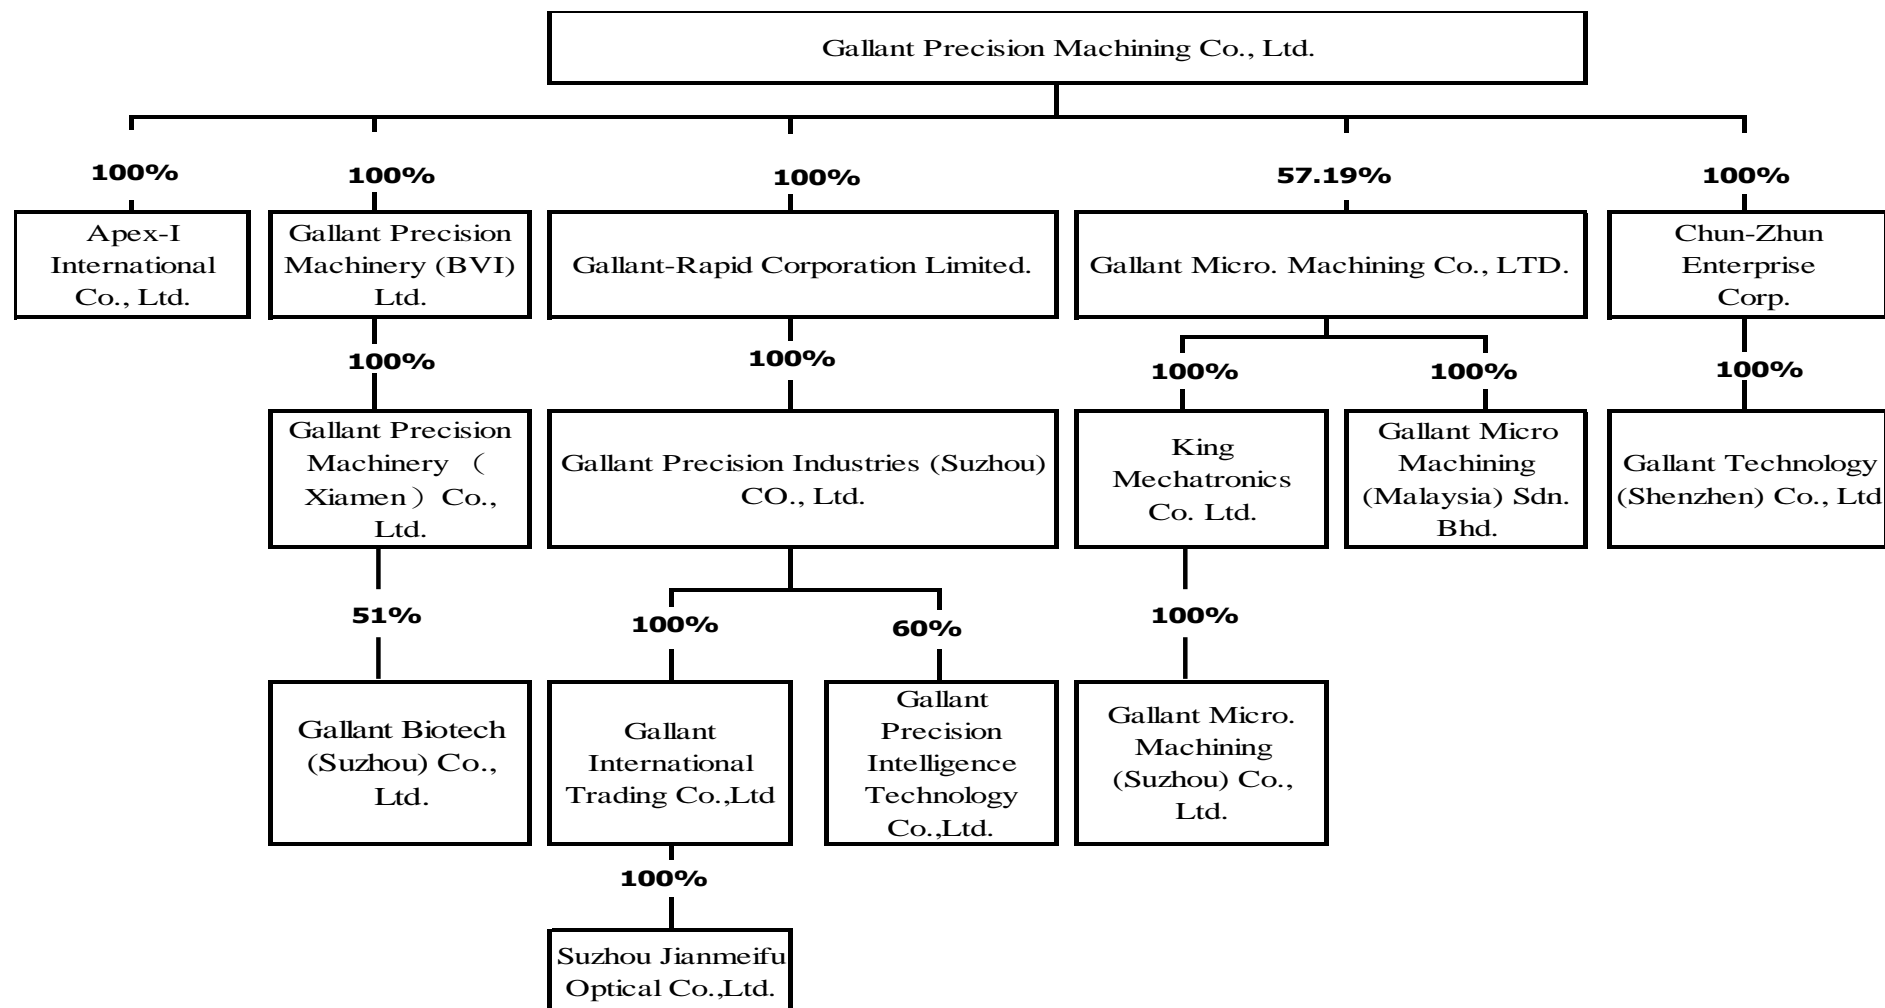 Gallant Precision Machining Co., Ltd.
100%
100%
100%
57.19%
100%
Apex-I
International
Co., Ltd.
Gallant Precision
Machinery (BVI)
Ltd.
Gallant-Rapid Corporation Limited.
Gallant Micro. Machining Co., LTD.
Chun-Zhun
Enterprise
Corp.
100%
100%
100%
100%
100%
Gallant Precision
Machinery （
Xiamen）Co.,
Ltd.
Gallant Precision Industries (Suzhou)
CO., Ltd.
King
Mechatronics
Co. Ltd.
Gallant Micro
Machining
(Malaysia) Sdn.
Bhd.
Gallant Technology
(Shenzhen) Co., Ltd
51%
100%
60%
100%
Gallant Biotech
(Suzhou) Co.,
Ltd.
Gallant
International
Trading Co.,Ltd
Gallant
Precision
Intelligence
Technology
Co.,Ltd.
Gallant Micro.
Machining
(Suzhou) Co.,
Ltd.
100%
Suzhou Jianmeifu
Optical Co.,Ltd.